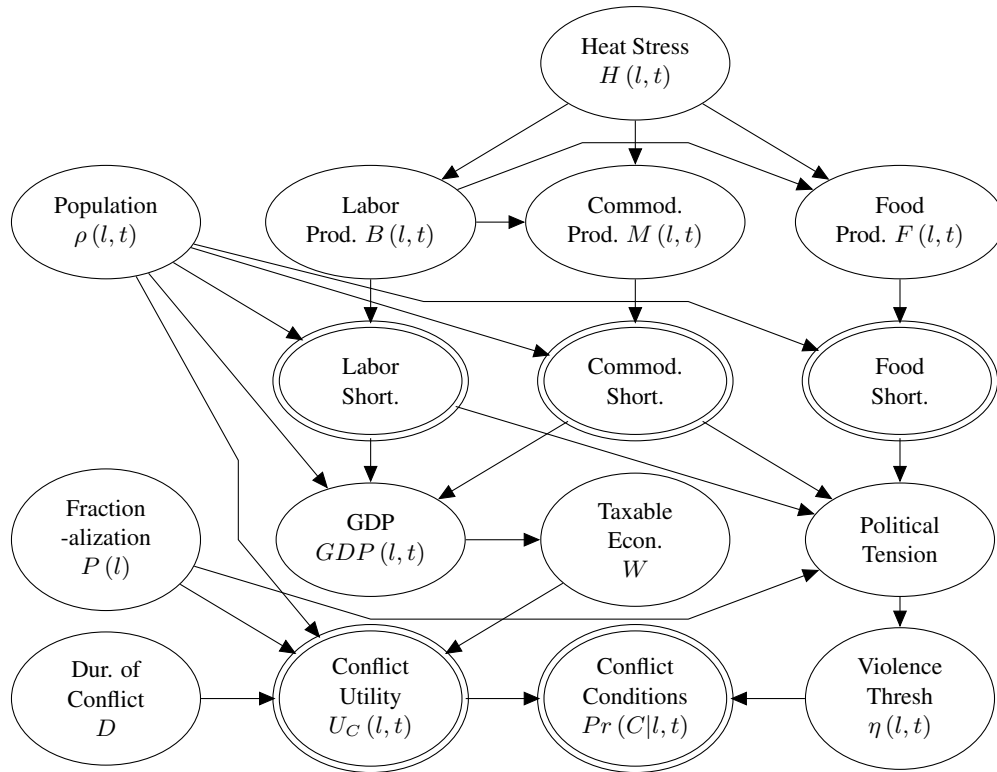 Heat Stress
H (l, t)
Population
ρ (l, t)
Labor
Prod. B (l, t)
Commod.
Prod. M (l, t)
Food
Prod. F (l, t)
Labor
Short.
Commod.
Short.
Food
Short.
Fraction
-alization
P (l)
GDP
GDP (l, t)
Taxable
Econ.
W
Political
Tension
Dur. of
Conflict
D
Conflict
Utility
U_C (l, t)
Conflict
Conditions
Pr (C|l, t)
Violence
Thresh
η (l, t)